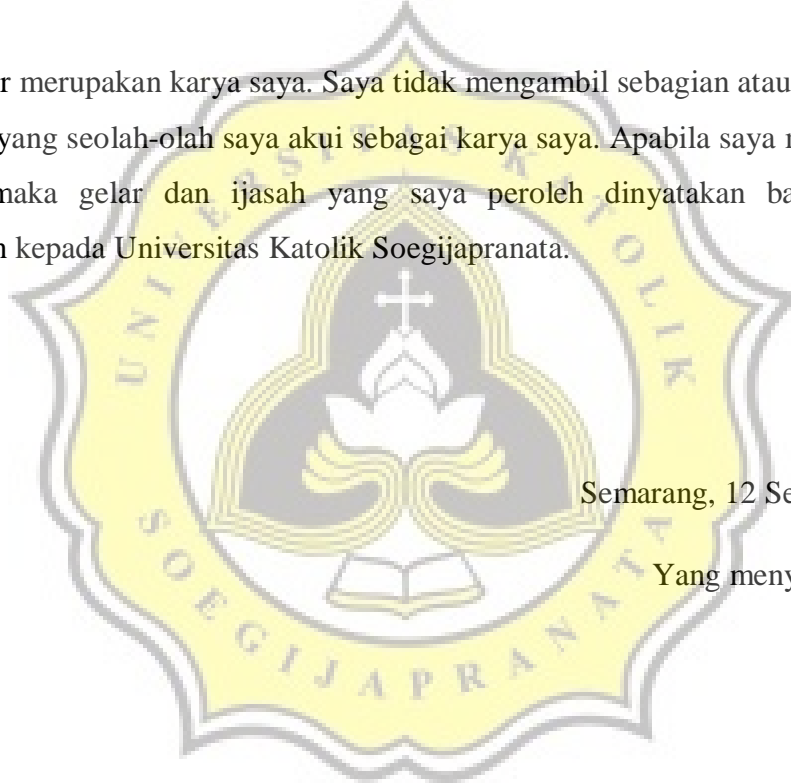 r merupakan karya saya. Saya tidak mengambil sebagian atau
yang seolah-olah saya akui sebagai karya saya. Apabila saya
maka gelar dan ijasah yang saya peroleh dinyatakan ba
n kepada Universitas Katolik Soegijapranata.
UNIVERSITAS KATOLIK
SOEGIJAPRANATA
Semarang, 12 Se
Yang meny